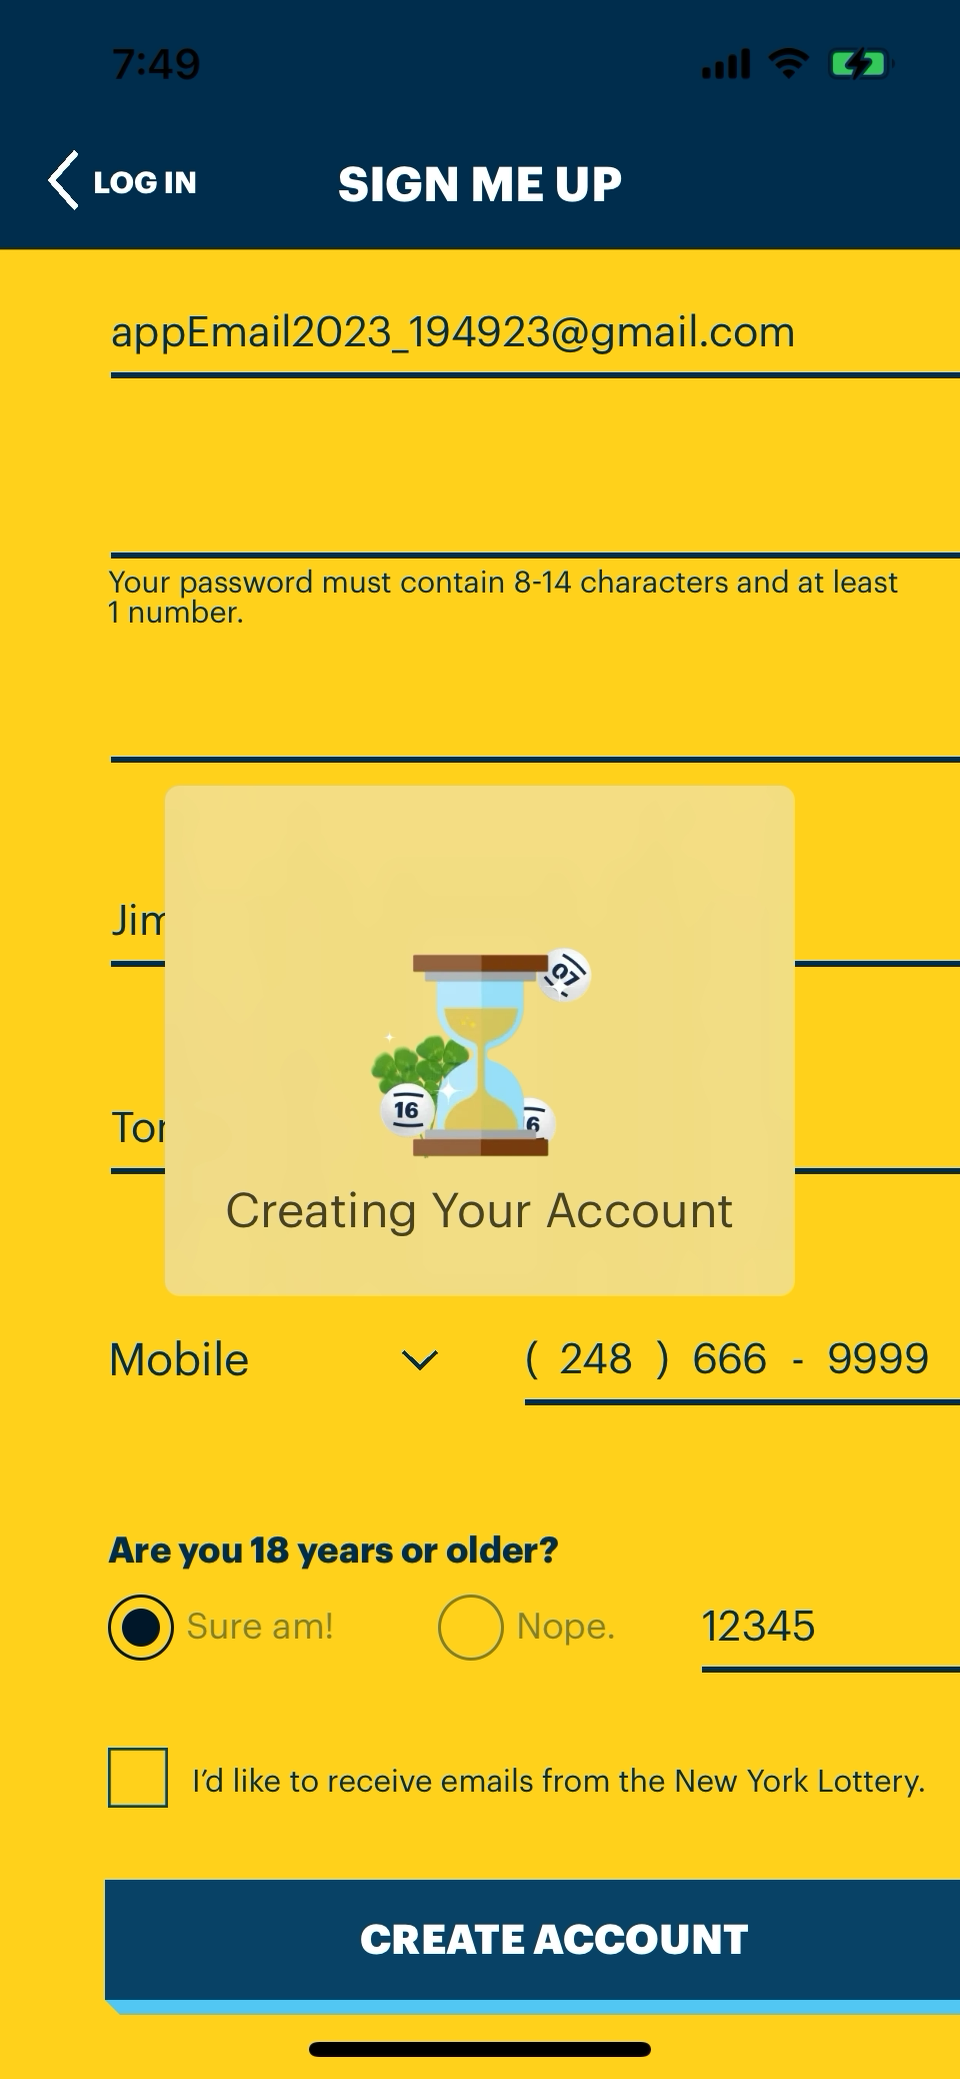 7:49
LOG IN
SIGN ME UP
appEmail2023_194923@gmail.com
Your password must contain 8-14 characters and at least
1 number.
07
16
6
Creating Your Account
Mobile
( 248 ) 666 - 9999
Are you 18 years or older?
Sure am!
Nope.
12345
I'd like to receive emails from the New York Lottery.
CREATE ACCOUNT